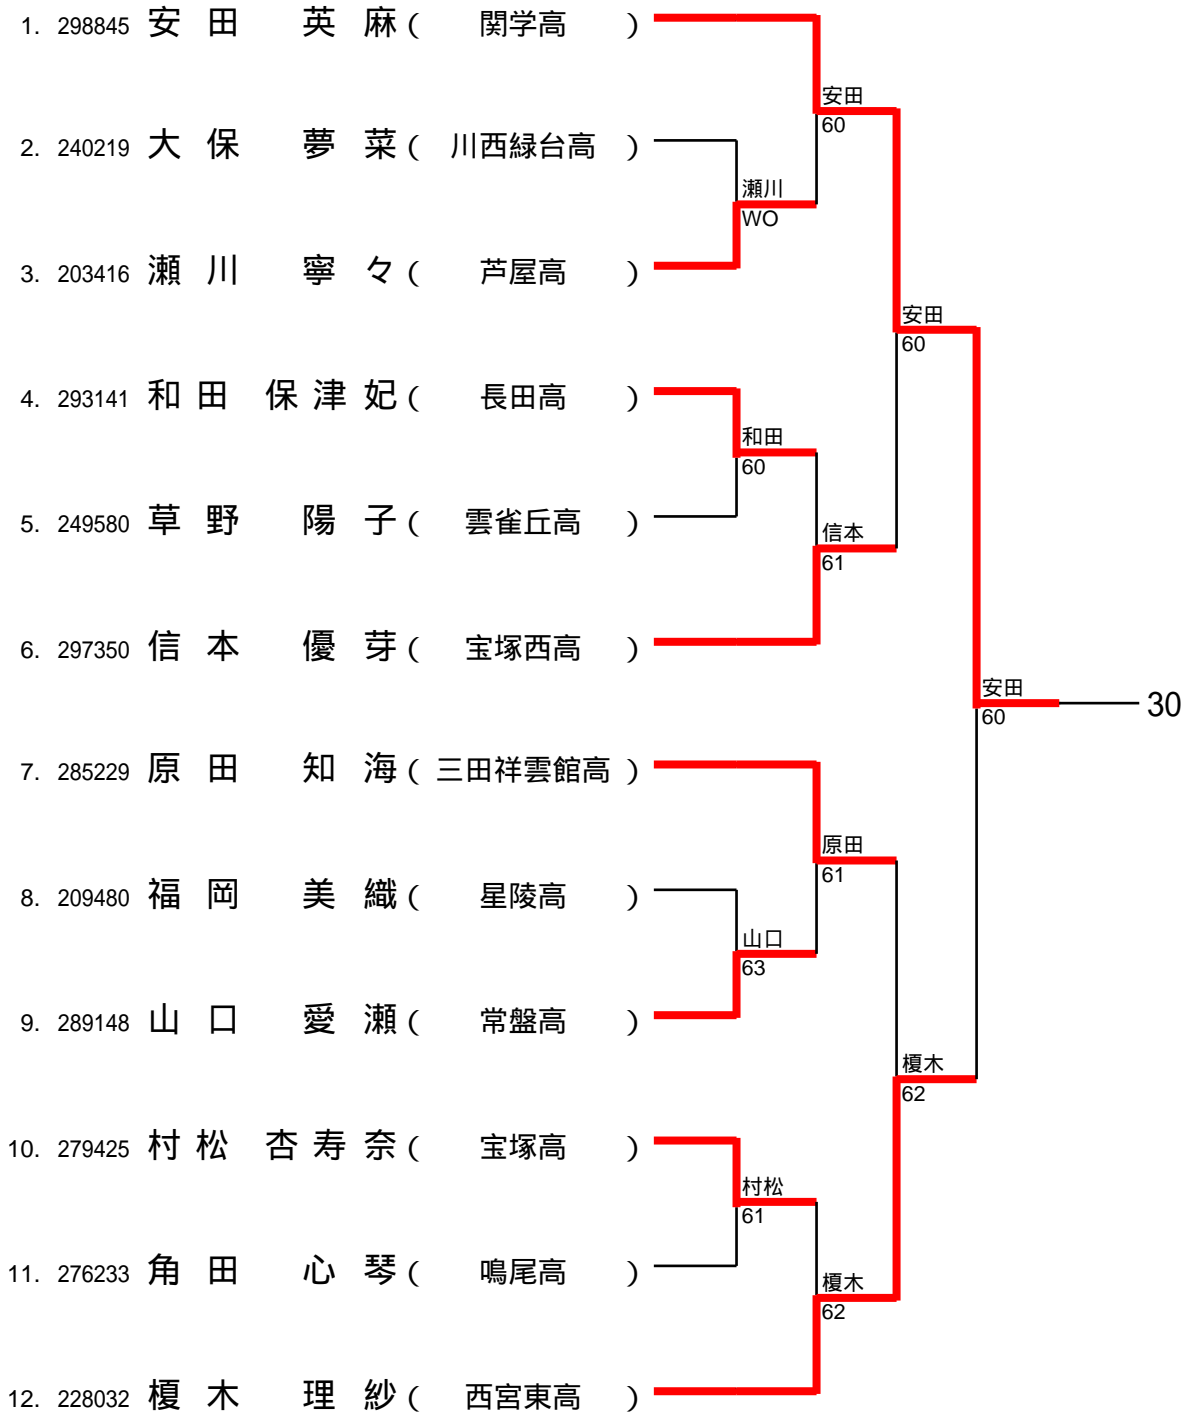 1. 298845 安田 英麻 ( 関学高 )
安田
60
2. 240219 大保 夢菜 ( 川西緑台高 )
瀬川
WO
3. 203416 瀬川 寧々 ( 芦屋高 )
安田
60
4. 293141 和田 保津妃 ( 長田高 )
和田
60
5. 249580 草野 陽子 ( 雲雀丘高 )
信本
61
6. 297350 信本 優芽 ( 宝塚西高 )
安田
60
30
7. 285229 原田 知海 ( 三田祥雲館高 )
原田
61
8. 209480 福岡 美織 ( 星陵高 )
山口
63
9. 289148 山口 愛瀬 ( 常盤高 )
榎木
62
10. 279425 村松 杏寿奈 ( 宝塚高 )
村松
61
11. 276233 角田 心琴 ( 鳴尾高 )
榎木
62
12. 228032 榎木 理紗 ( 西宮東高 )